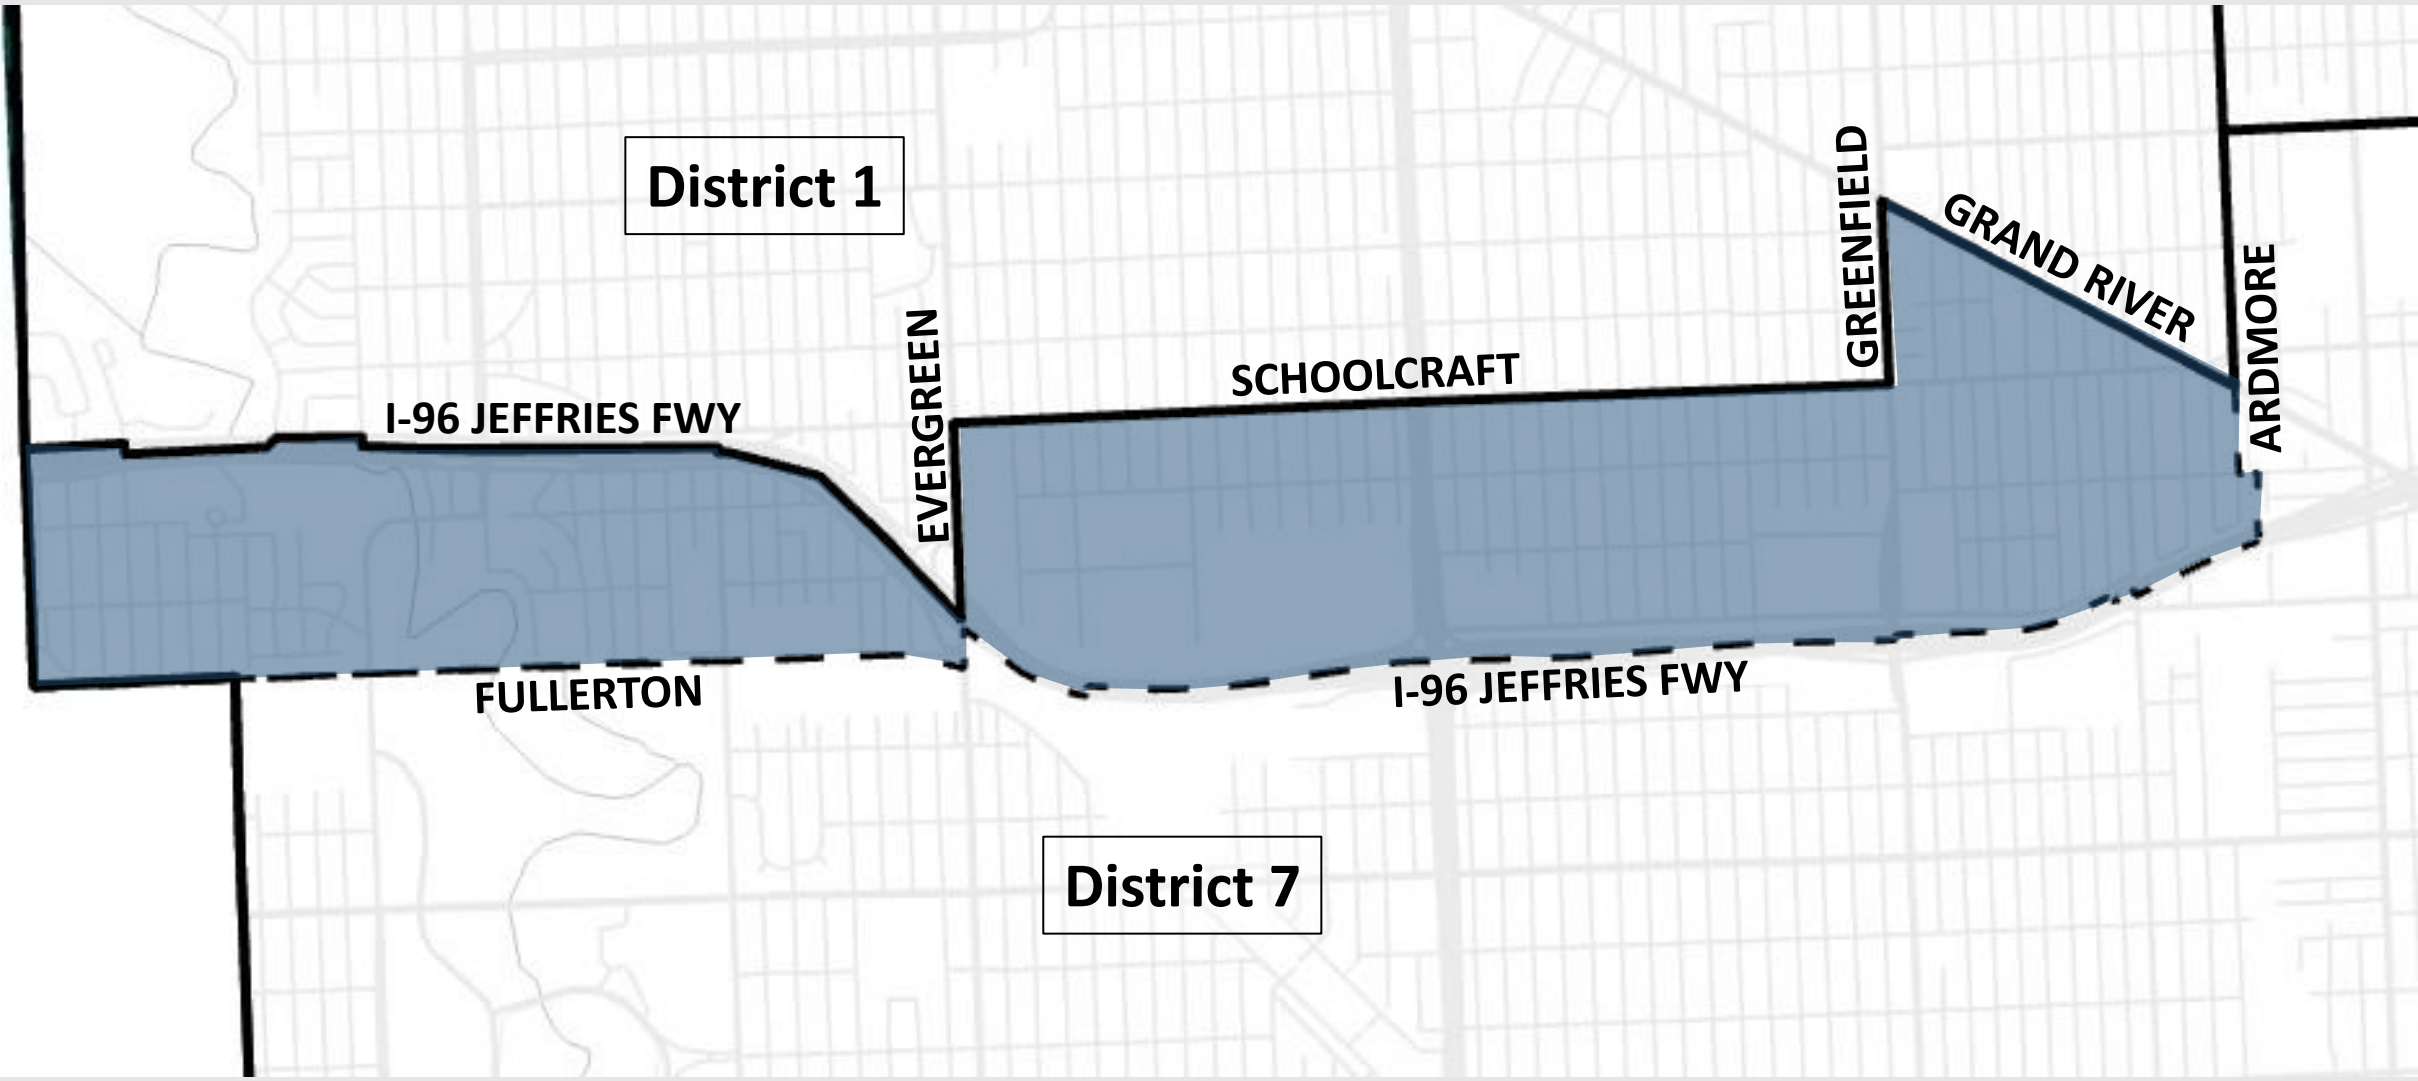 District 1
GREENFIELD
GRAND RIVER
ARDMORE
EVERGREEN
SCHOOLCRAFT
I-96 JEFFRIES FWY
FULLERTON
I-96 JEFFRIES FWY
District 7